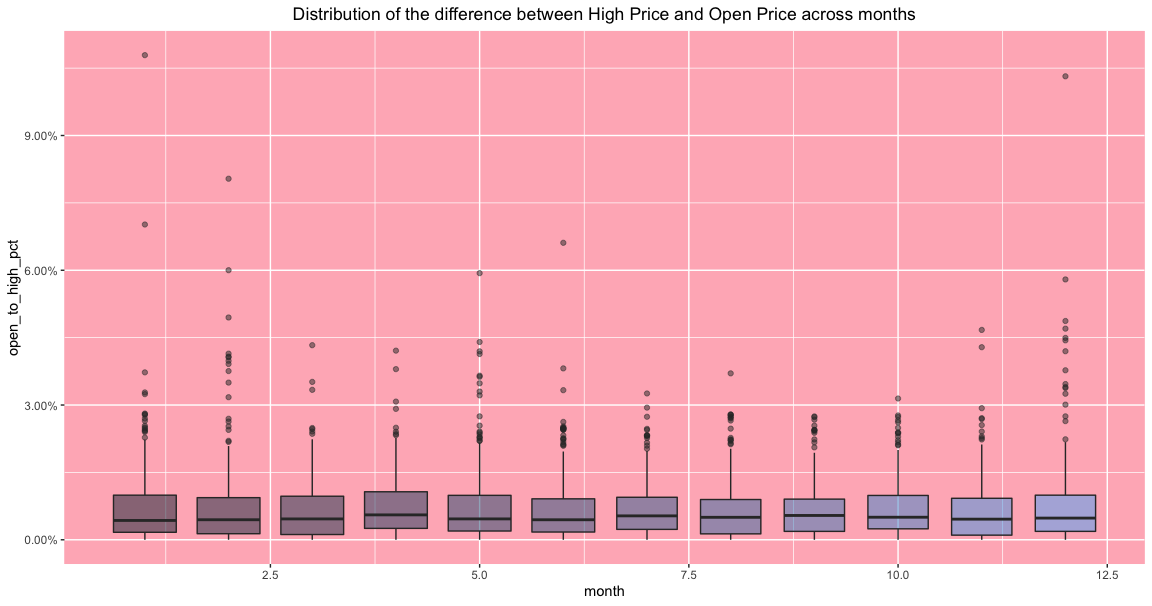 Distribution of the difference between High Price and Open Price across months
open_to_high_pct
9.00%
6.00%
3.00%
0.00%
2.5 5.0 7.5 10.0 12.5
month